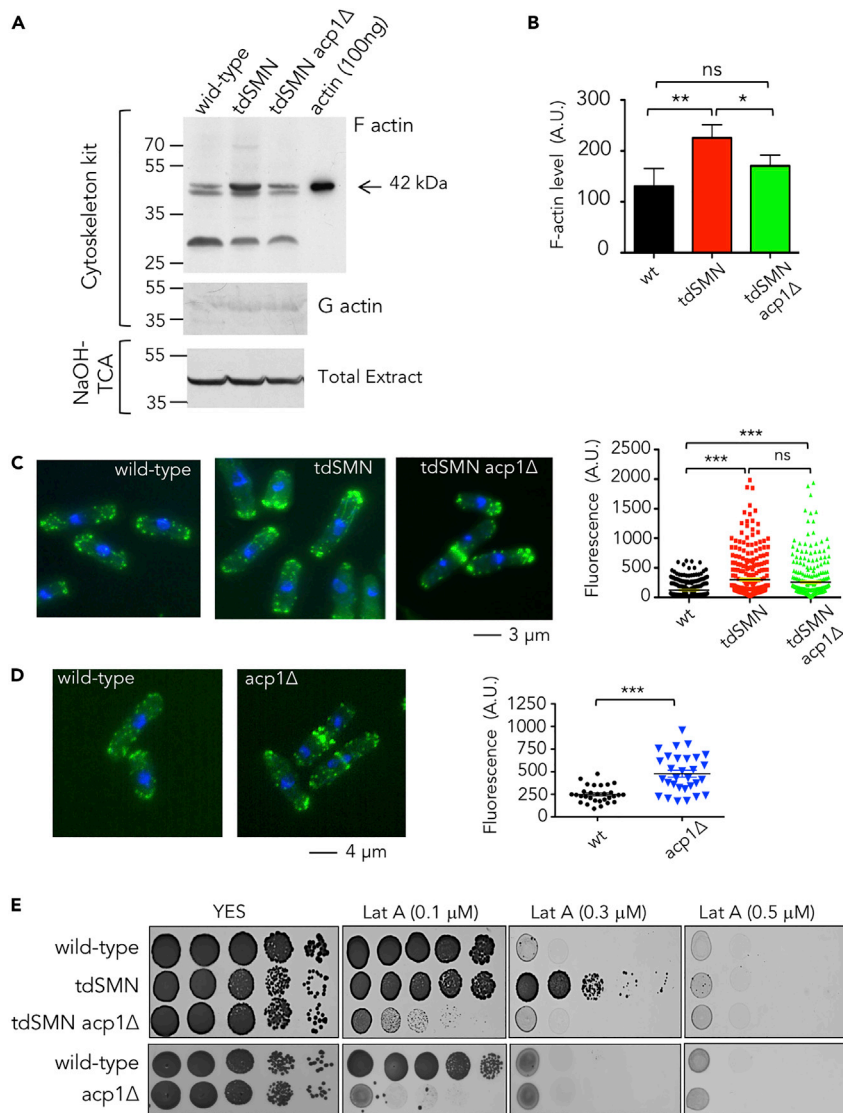 A
wid-type
tdSMN
tdSMN acp1Δ
actin (100ng)
Cytoskeleton kit
70
55
35
25
F actin
42 kDa
55
35
G actin
NaOH-
TCA
55
35
Total Extract
B
F-actin level (A.U.)
300
200
100
0
ns
**
*
wt
tdSMN
tdSMN
acp1Δ
C
wild-type
tdSMN
tdSMN acp1Δ
3 µm
Fluorescence (A.U.)
2500
2000
1500
1000
500
0
***
***
ns
wt
tdSMN
tdSMN
acp1Δ
D
wild-type
acp1Δ
4 µm
Fluorescence (A.U.)
1250
1000
750
500
250
0
***
wt
acp1Δ
E
YES
Lat A (0.1 µM)
Lat A (0.3 µM)
Lat A (0.5 µM)
wild-type
tdSMN
tdSMN acp1Δ
wild-type
acp1Δ